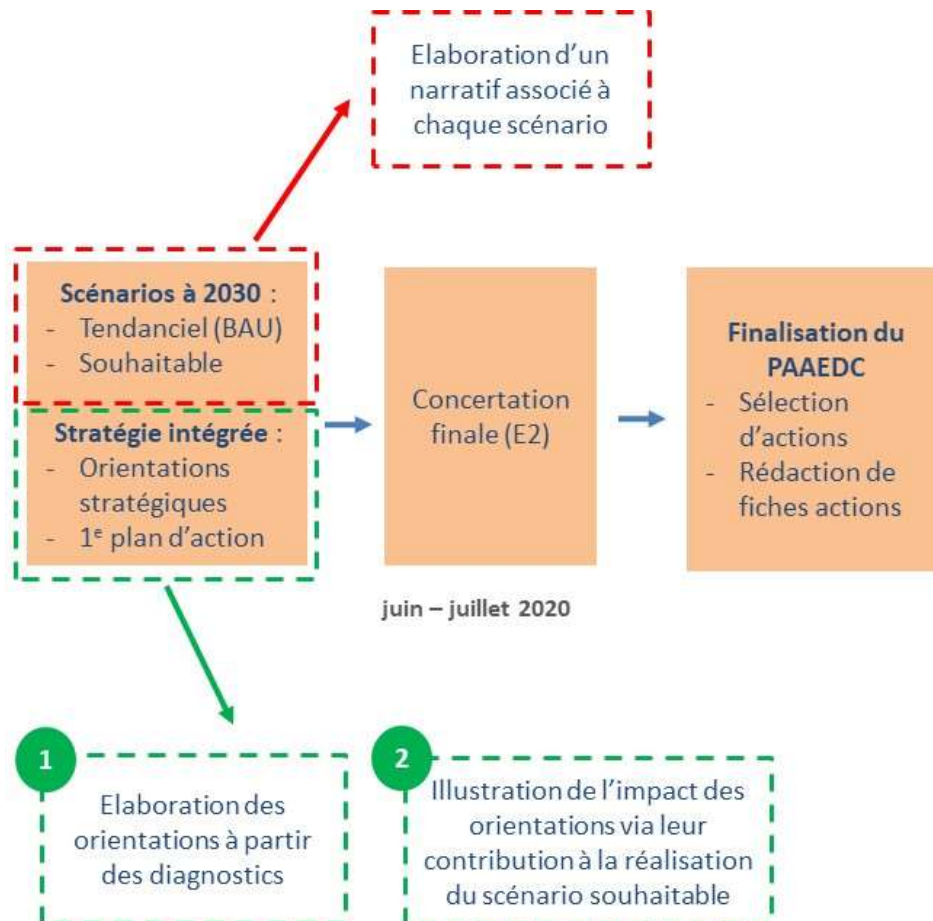 Elaboration d’un
narratif associé à
chaque scénario
Scénarios à 2030 :
- Tendanciel (BAU)
- Souhaitable
Stratégie intégrée :
- Orientations
stratégiques
- 1e plan d’action
Concertation
finale (E2)
Finalisation du
PAAEDC
- Sélection
d’actions
- Rédaction de
fiches actions
juin – juillet 2020
1
Elaboration des
orientations à partir
des diagnostics
2
Illustration de l’impact des
orientations via leur
contribution à la réalisation
du scénario souhaitable